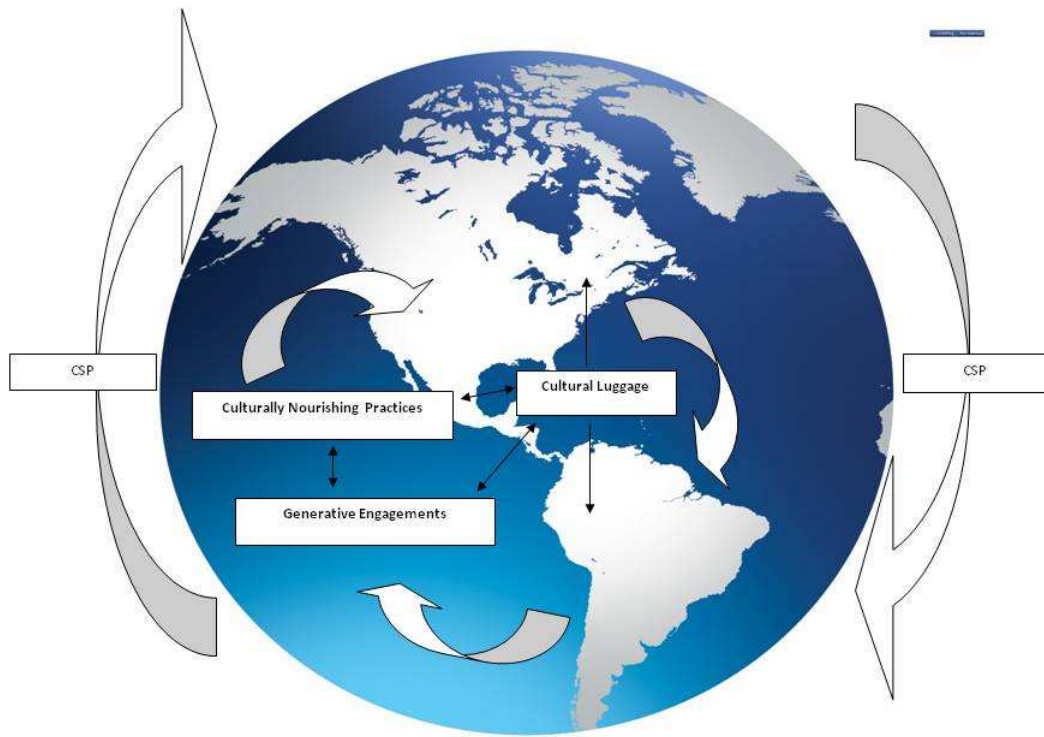 CSP
CSP
Cultural Luggage
Culturally Nourishing Practices
Generative Engagements